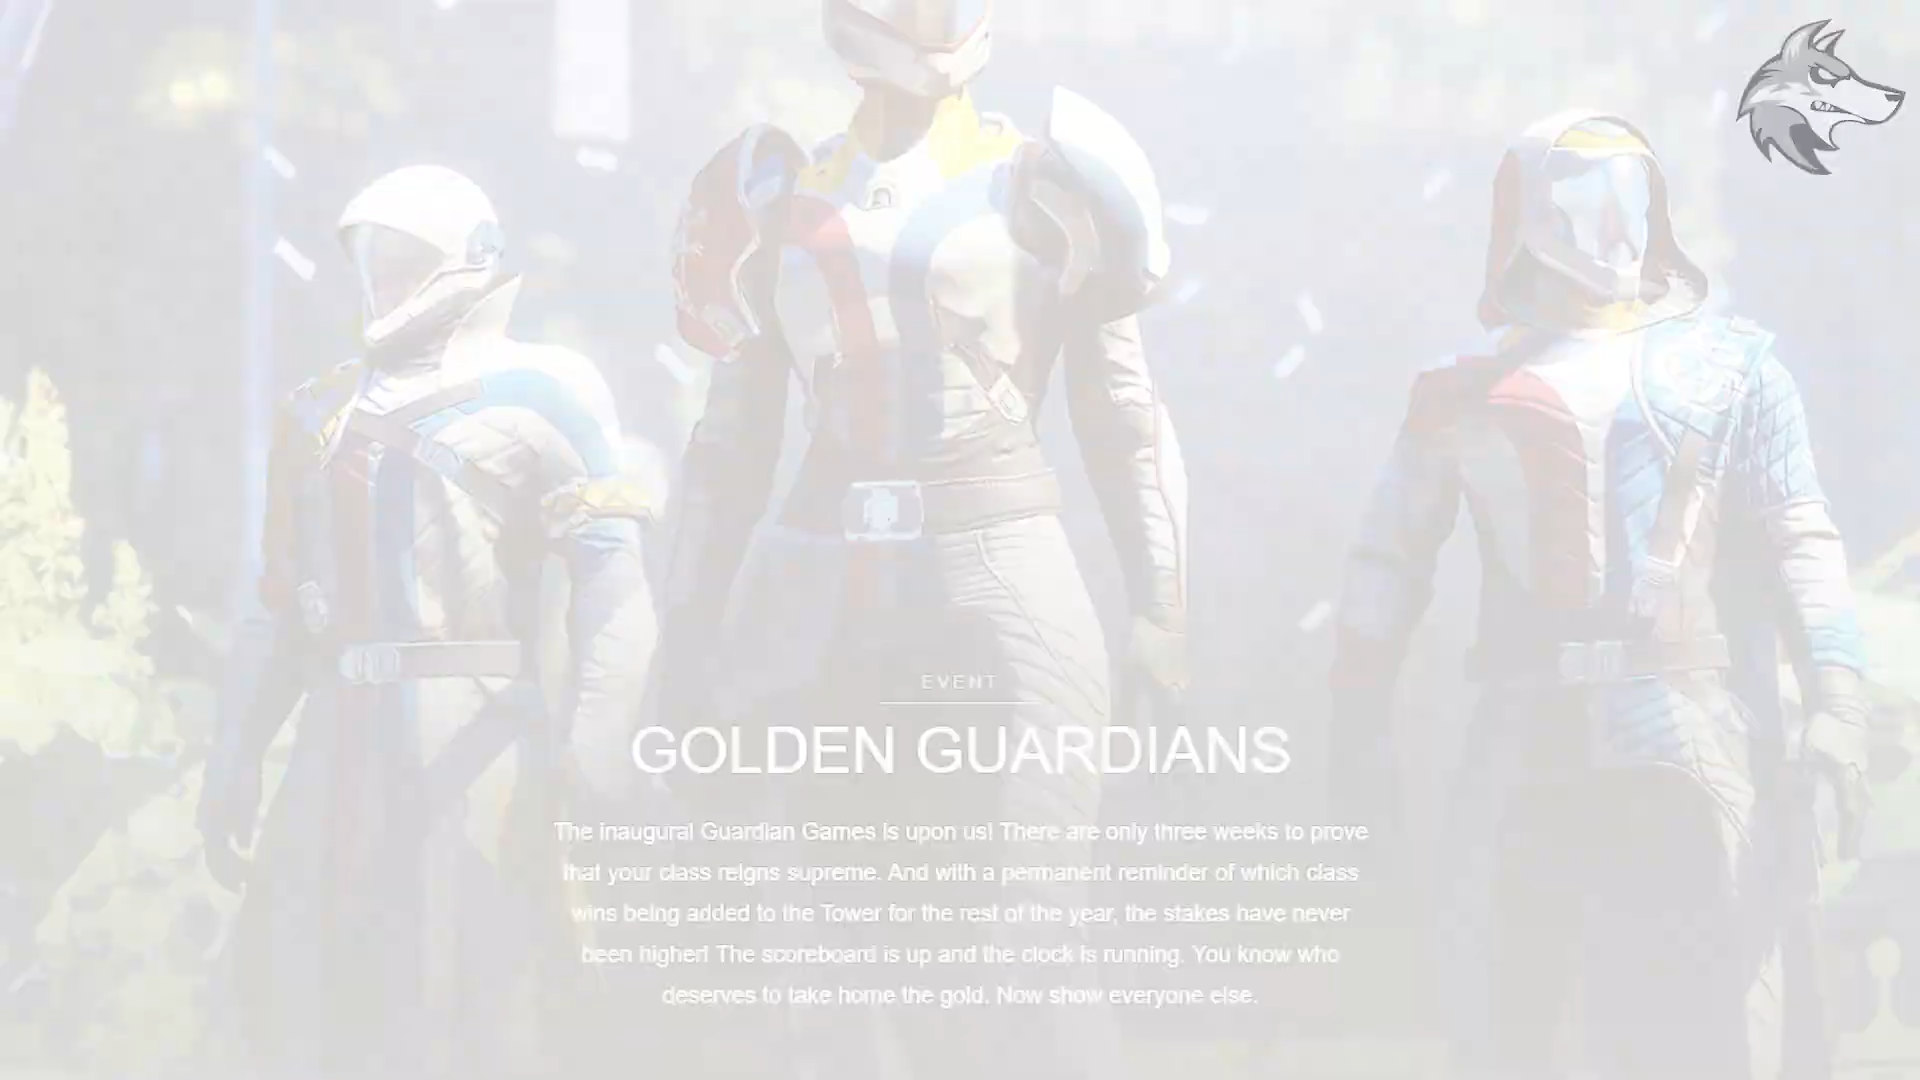 EVENT
GOLDEN GUARDIANS
The inaugural Guardian Games is upon us! There are only three weeks to prove
that your class reigns supreme. And with a permanent reminder of which class
wins being added to the Tower for the rest of the year, the stakes have never
been higher! The scoreboard is up and the clock is running. You know who
deserves to take home the gold. Now show everyone else.